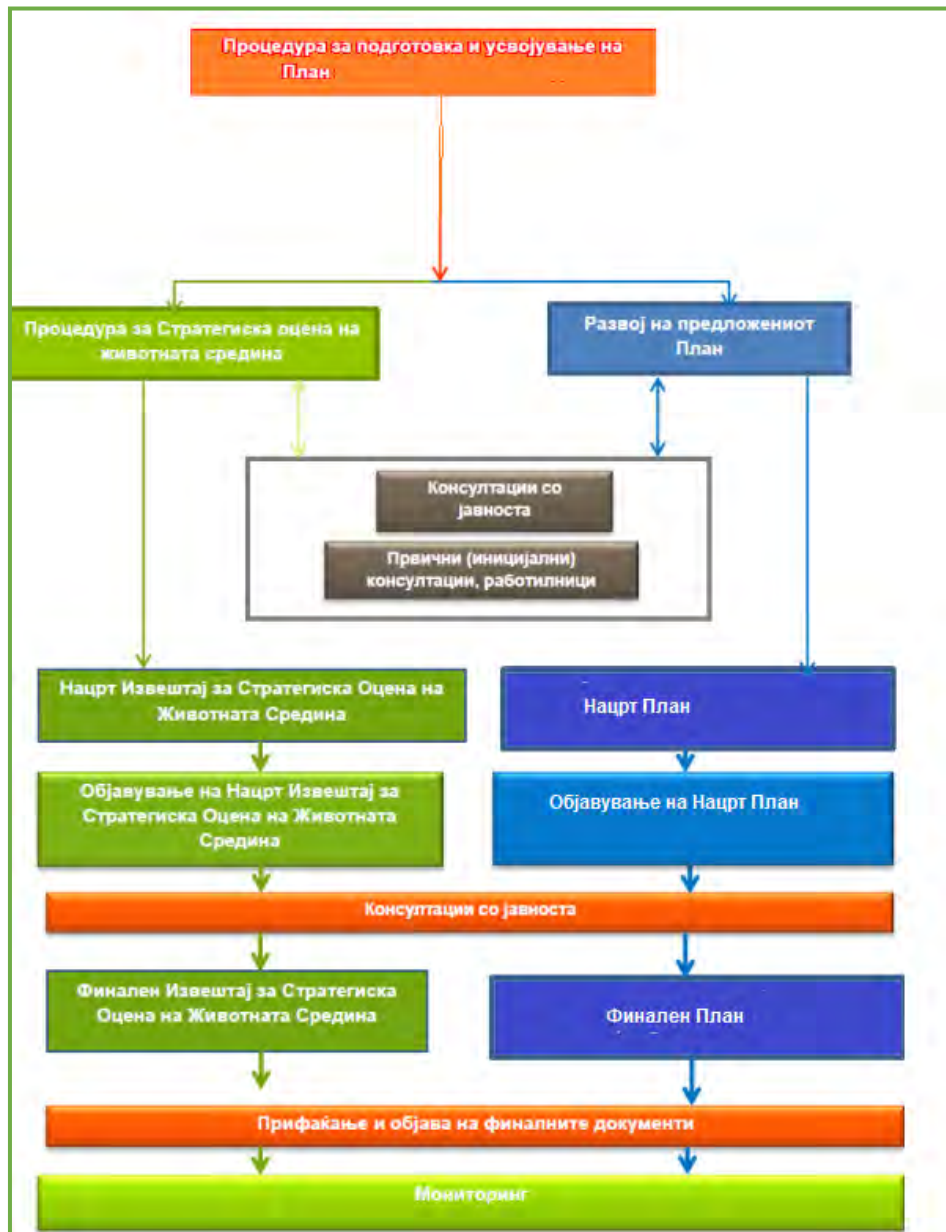 Процедура за подготовка и усвојување на
План
Процедура за Стратегиска оцена на
животната средина
Развој на предложениот
План
Консултации со
јавноста
Првични (иницијални)
консултации, работилници
Нацрт Извештај за Стратегиска Оцена на
Животната Средина
Нацрт План
Објавување на Нацрт Извештај за
Стратегиска Оцена на Животната
Средина
Објавување на Нацрт План
Консултации со јавноста
Финален Извештај за Стратегиска
Оцена на Животната Средина
Финален План
Прифаќање и објава на финалните документи
Мониторинг